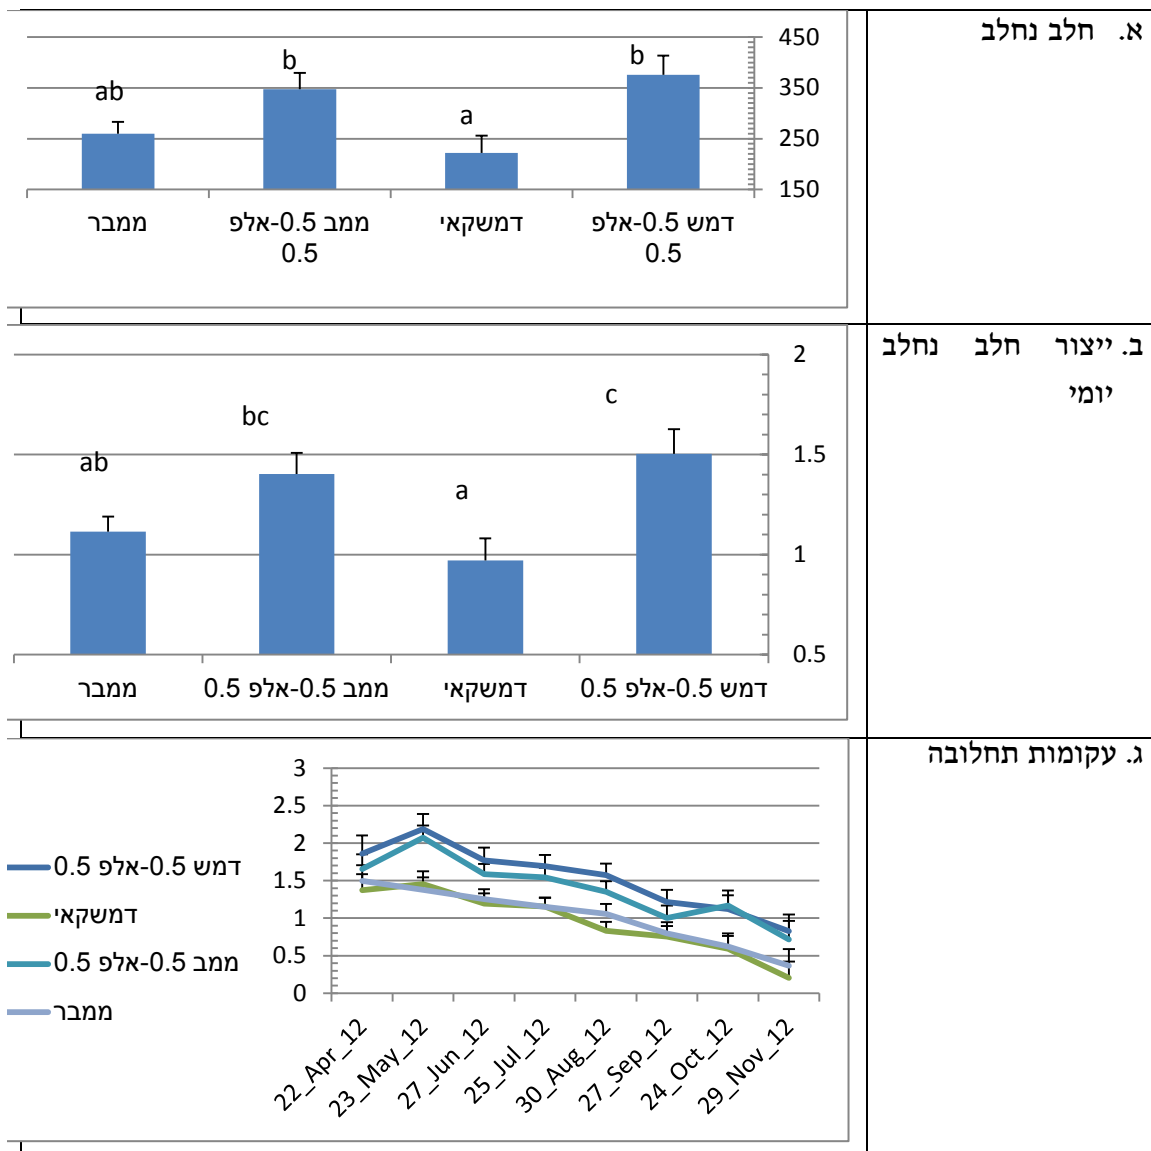 א. חלב נחלב
450
350
250
150
b
a
b
ab
דמש 0.5-אלפ
0.5
דמשקאי
ממב 0.5-אלפ
0.5
ממבר
ב. ייצור חלב נחלב
יומי
2
1.5
1
0.5
c
a
bc
ab
דמש 0.5-אלפ 0.5
דמשקאי
ממב 0.5-אלפ 0.5
ממבר
ג. עקומות תחלובה
3
2.5
2
1.5
1
0.5
0
22_Apr_12
23_May_12
27_Jun_12
25_Jul_12
30_Aug_12
27_Sep_12
24_Oct_12
29_Nov_12
דמש 0.5-אלפ 0.5
דמשקאי
ממב 0.5-אלפ 0.5
ממבר